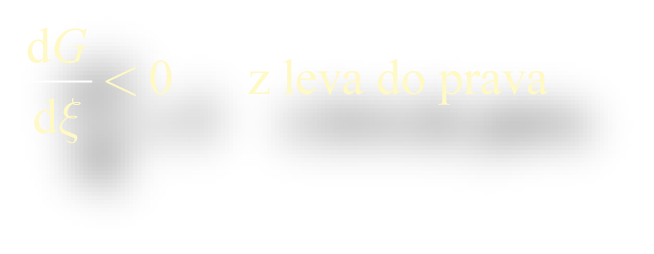 dG/dξ < 0 z leva do prava